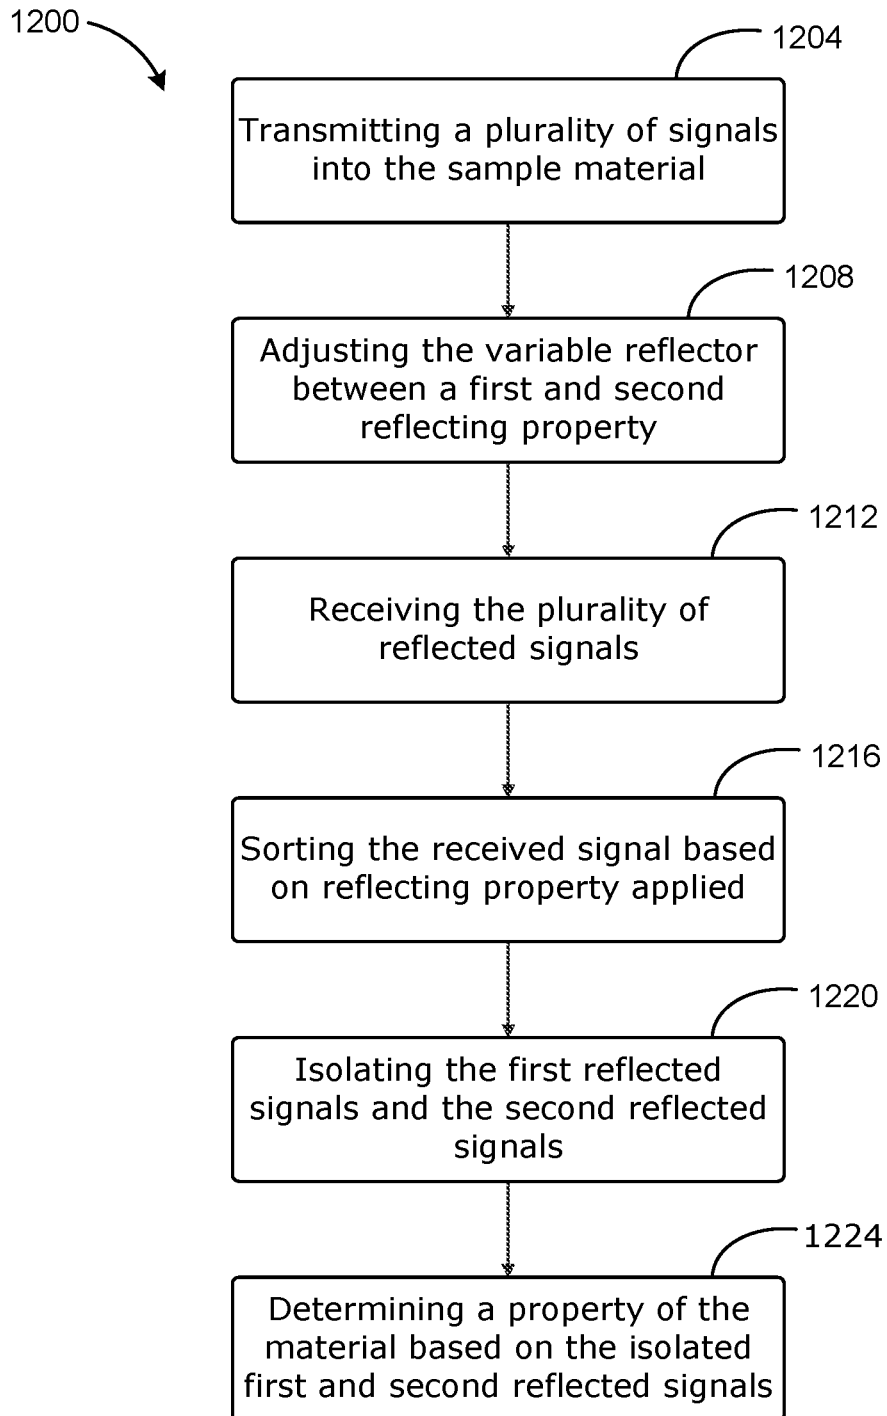 1200
1204
Transmitting a plurality of signals
into the sample material
1208
Adjusting the variable reflector
between a first and second
reflecting property
1212
Receiving the plurality of
reflected signals
1216
Sorting the received signal based
on reflecting property applied
1220
Isolating the first reflected
signals and the second reflected
signals
1224
Determining a property of the
material based on the isolated
first and second reflected signals